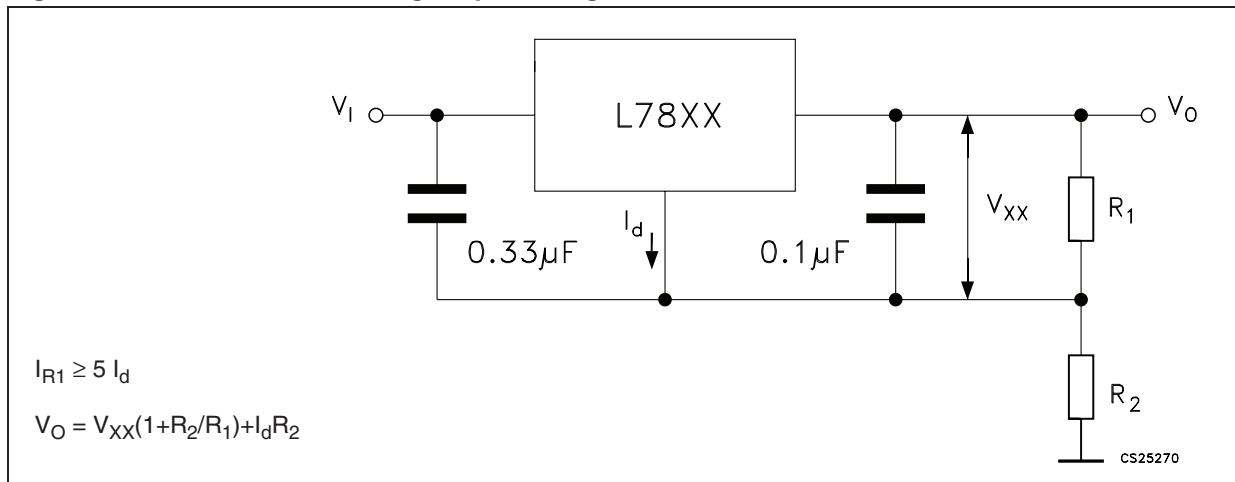 V_I
L78XX
V_O
I_d
0.33µF
0.1µF
V_XX
R_1
R_2
I_R1 ≥ 5 I_d
V_O = V_XX(1+R_2/R_1)+I_dR_2
CS25270